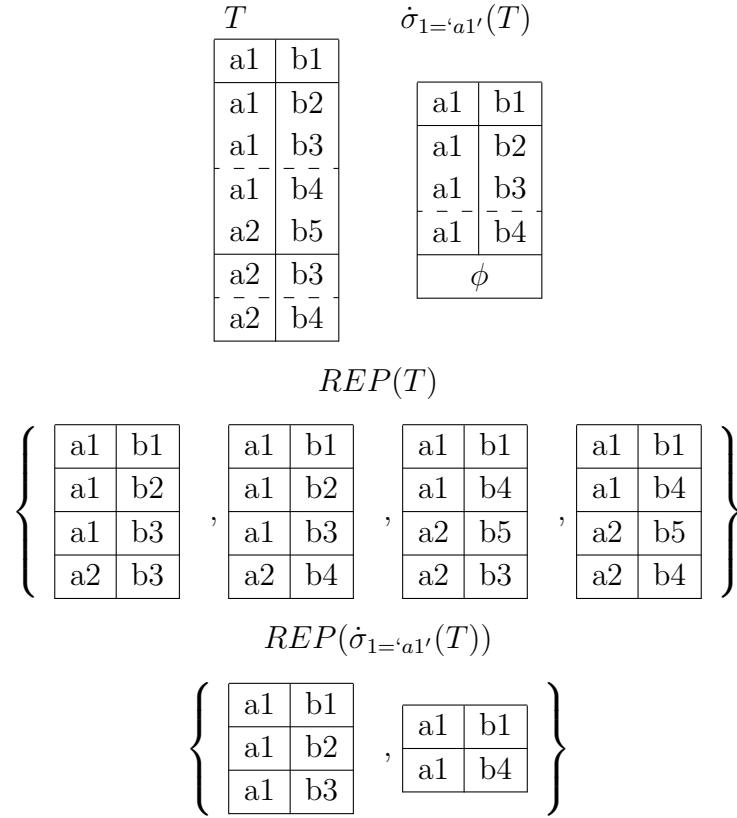 T σ̇1=‘a1′(T)
a1 b1
a1 b2
a1 b3
a1 b4
a2 b5
a2 b3
a2 b4
a1 b1
a1 b2
a1 b3
a1 b4
ϕ
REP(T)
{ a1 b1 , a1 b1 , a1 b1 , a1 b1 }
a1 b2 a1 b2 a1 b4 a1 b4
a1 b3 a1 b3 a2 b5 a2 b5
a2 b3 a2 b4 a2 b3 a2 b4
REP(σ̇1=‘a1′(T))
{ a1 b1 , a1 b1 }
a1 b2 a1 b4
a1 b3